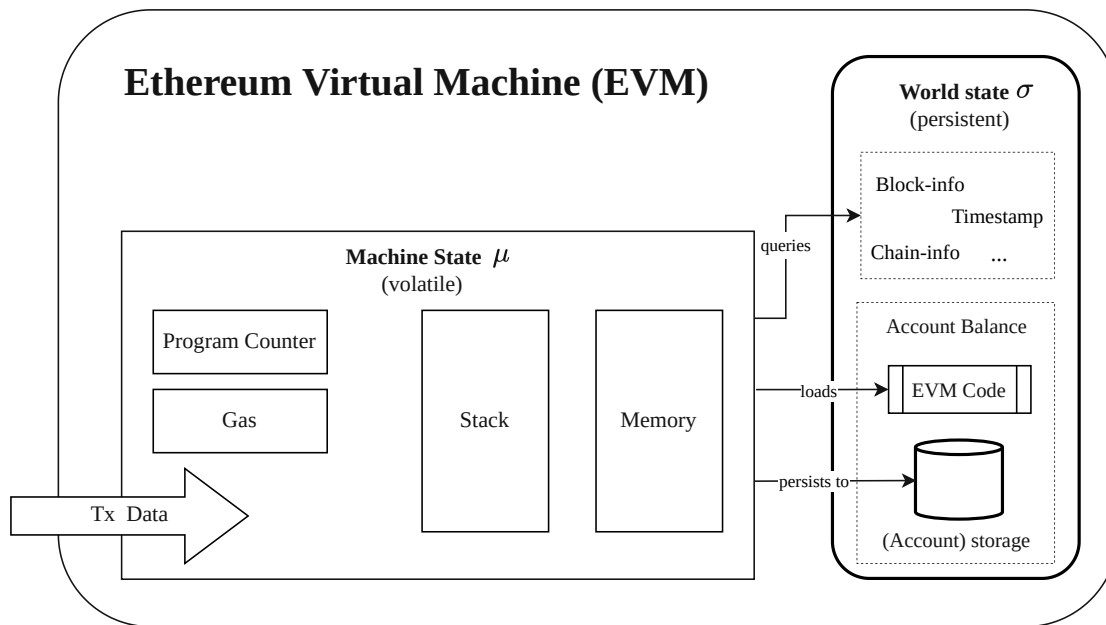 Ethereum Virtual Machine (EVM)
World state σ
(persistent)
Block-info
Timestamp
Chain-info ...
queries
Machine State μ
(volatile)
Program Counter
Gas
Stack
Memory
Tx Data
loads
persists to
Account Balance
EVM Code
(Account) storage